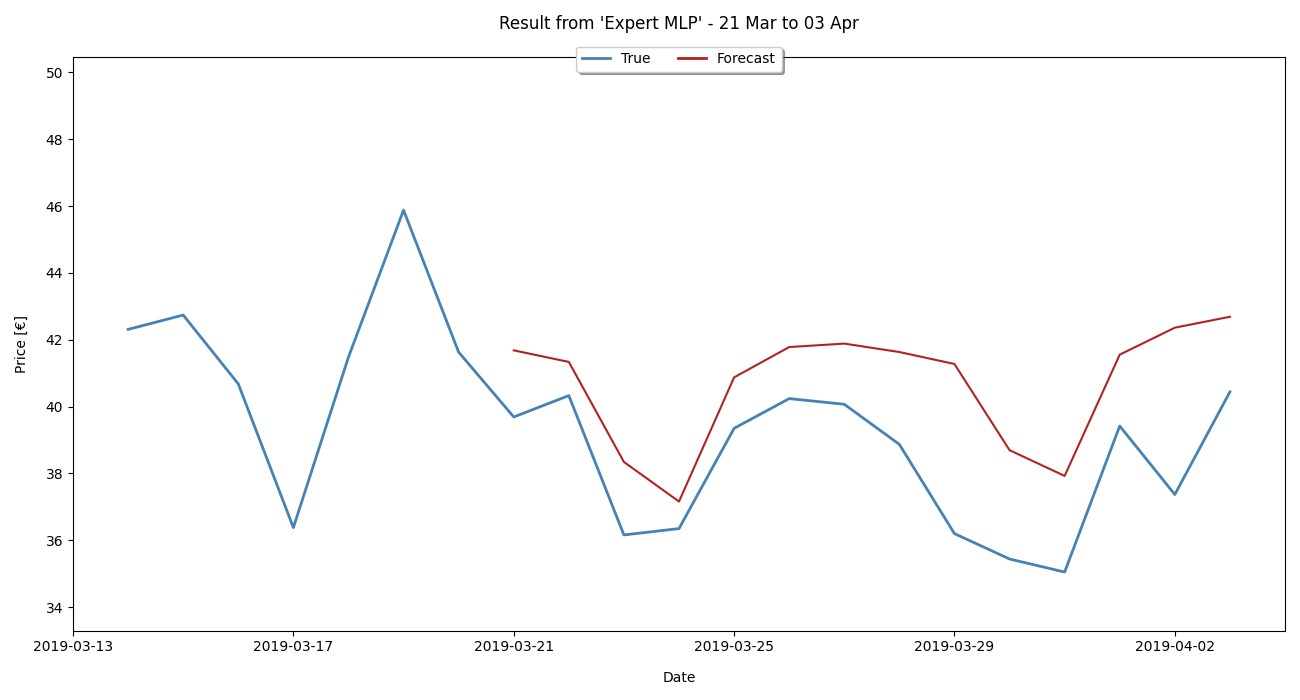 Result from 'Expert MLP' - 21 Mar to 03 Apr
True Forecast
50
48
46
44
42
40
38
36
34
Price [€]
2019-03-13 2019-03-17 2019-03-21 2019-03-25 2019-03-29 2019-04-02
Date